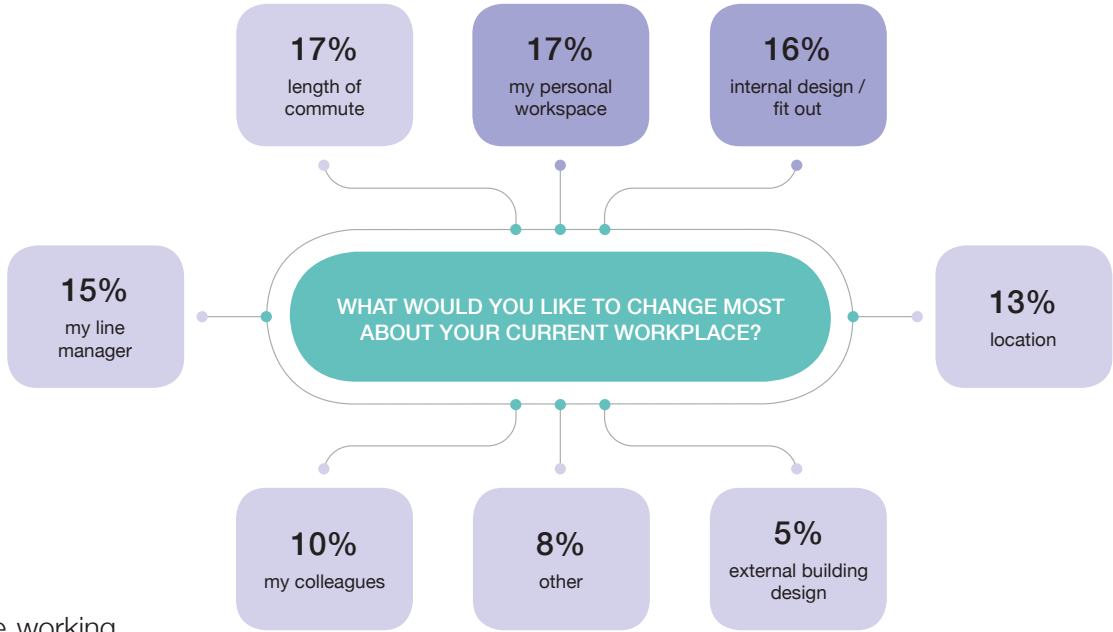 17%
length of
commute
17%
my personal
workspace
16%
internal design /
fit out
15%
my line
manager
WHAT WOULD YOU LIKE TO CHANGE MOST
ABOUT YOUR CURRENT WORKPLACE?
13%
location
10%
my colleagues
8%
other
5%
external building
design
working